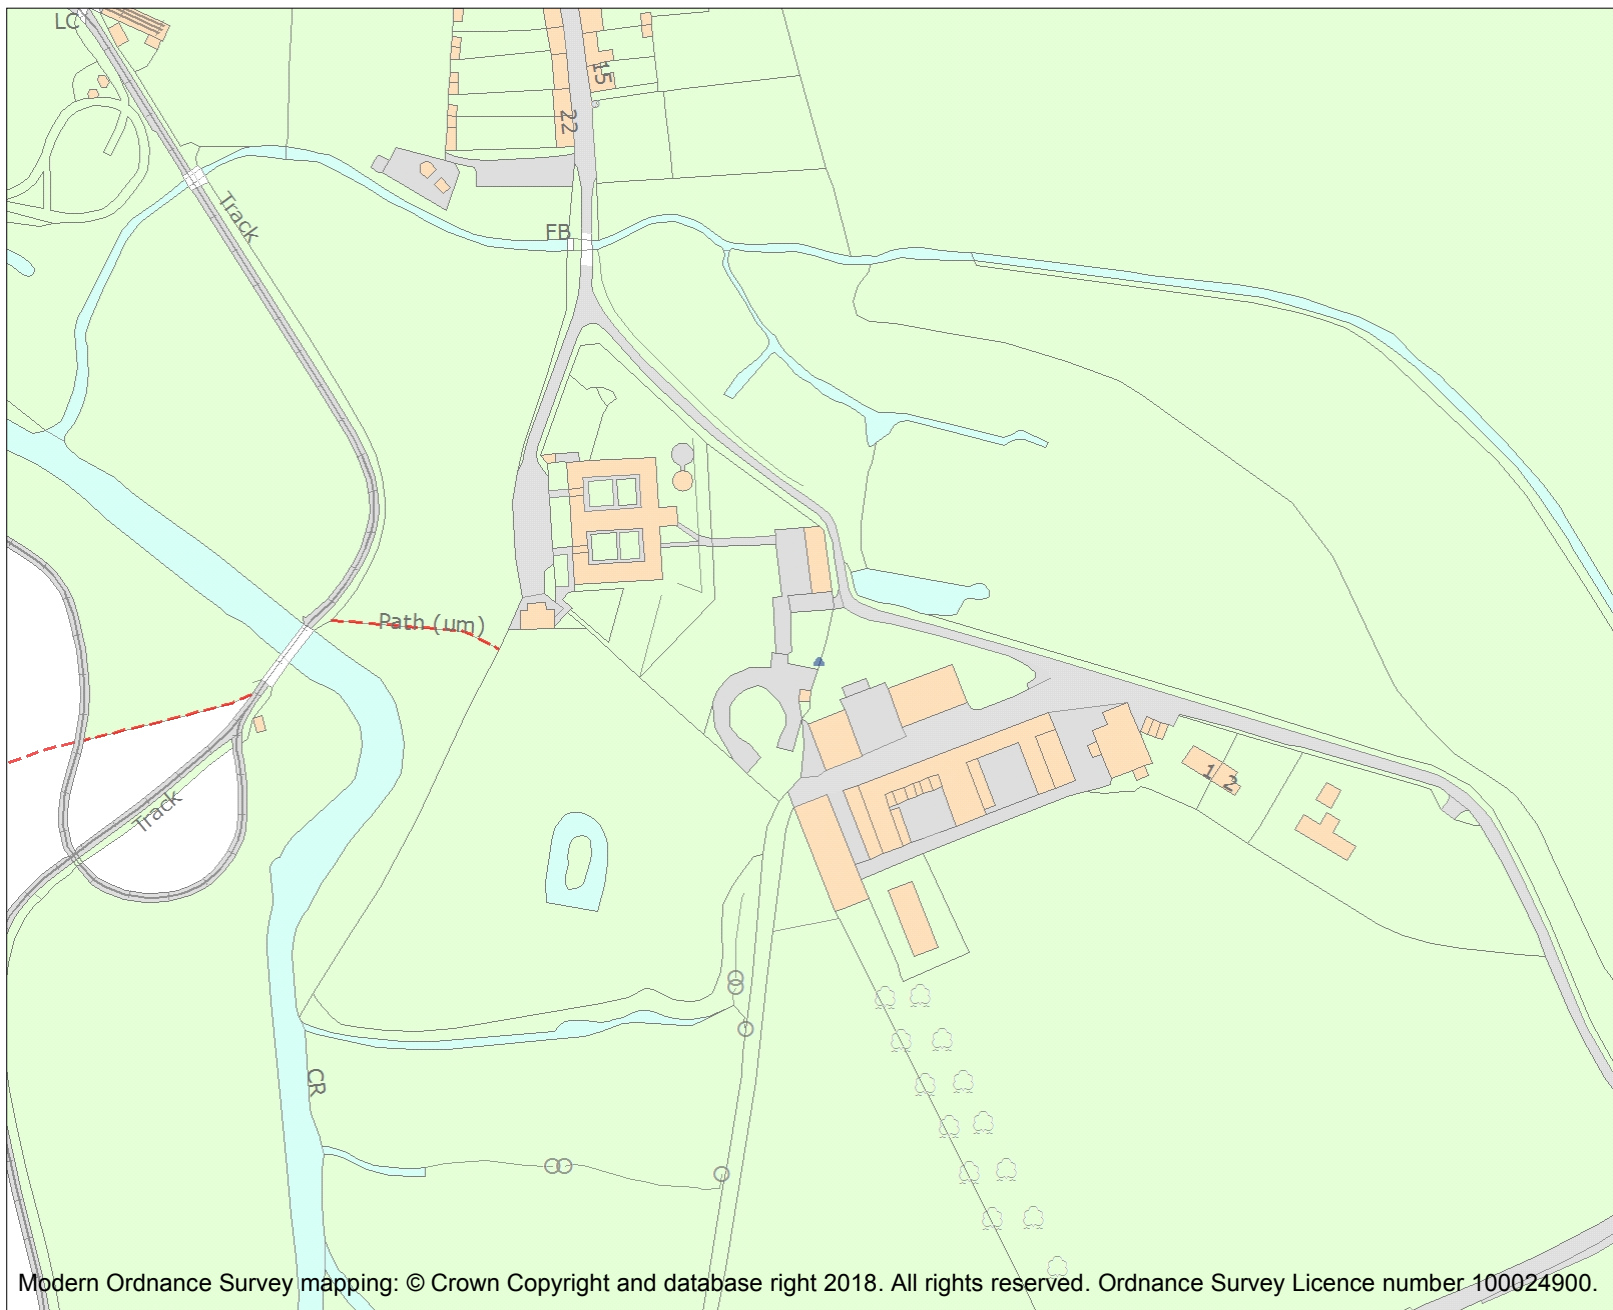 LC
15
22
Track
FB
Path (um)
1
2
Track
CR
Modern Ordnance Survey mapping: © Crown Copyright and database right 2018. All rights reserved. Ordnance Survey Licence number 100024900.